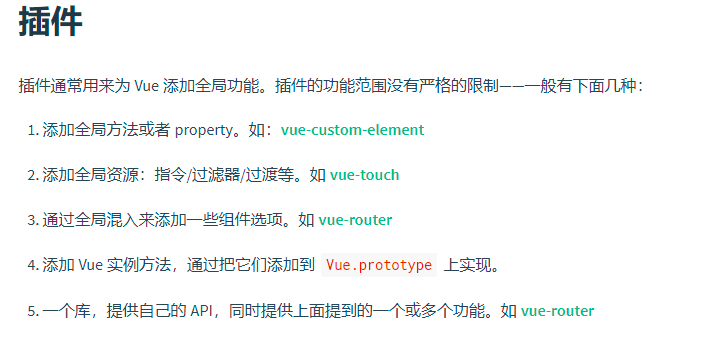 插件
插件通常用来为 Vue 添加全局功能。插件的功能范围没有严格的限制——一般有下面几种：
1. 添加全局方法或者 property。如：vue-custom-element
2. 添加全局资源：指令/过滤器/过渡等。如 vue-touch
3. 通过全局混入来添加一些组件选项。如 vue-router
4. 添加 Vue 实例方法，通过把它们添加到 Vue.prototype 上实现。
5. 一个库，提供自己的 API，同时提供上面提到的一个或多个功能。如 vue-router